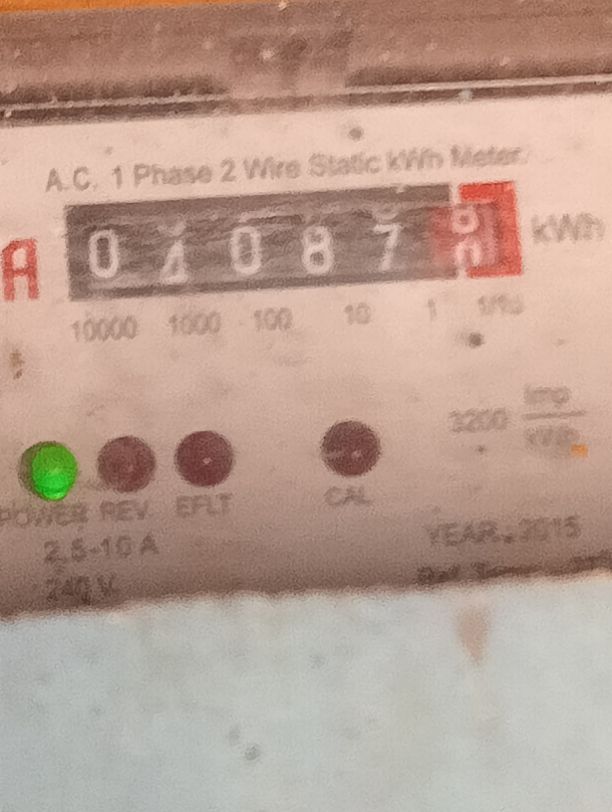 A.C. 1 Phase 2 Wire Static kWh Meter
A 0 4 0 8 7 kWh
10000 1000 100 10 1 1/10
3200 Imp
kWh
POWER REV EFLT CAL
2.5-10 A YEAR. 2015
240 V.